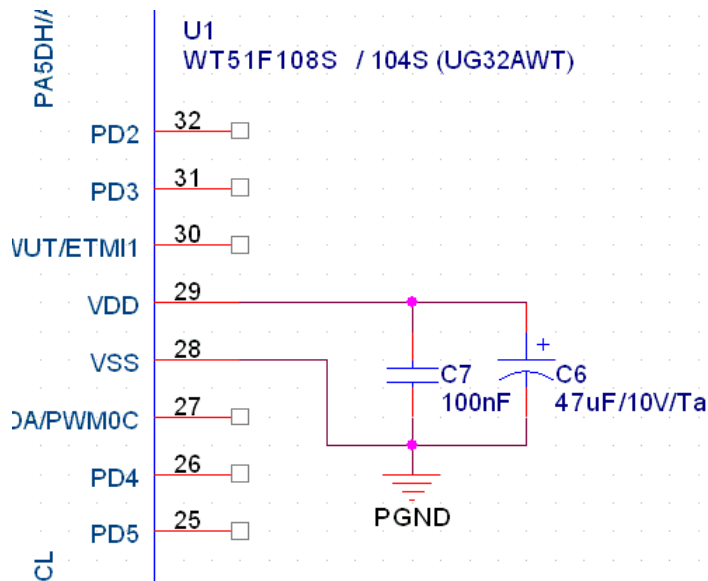 U1
WT51F108S / 104S (UG32AWT)
PD2 32
PD3 31
WUT/ETMI1 30
VDD 29
VSS 28
DA/PWM0C 27
PD4 26
PD5 25
+
C7
100nF
C6
47uF/10V/Ta
PGND
PA5DH/
CL